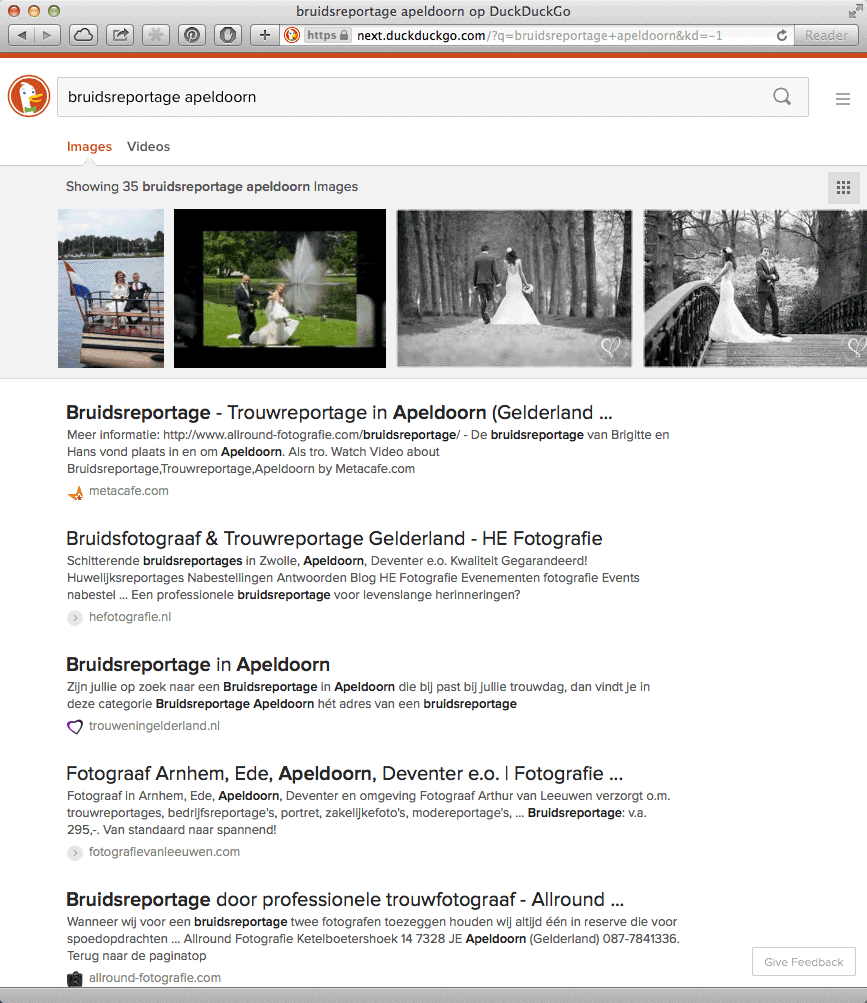 bruidsreportage apeldoorn op DuckDuckGo
https next.duckduckgo.com/?q=bruidsreportage+apeldoorn&kd=-1 Reader
bruidsreportage apeldoorn
Images Videos
Showing 35 bruidsreportage apeldoorn Images
Bruidsreportage - Trouwreportage in Apeldoorn (Gelderland ...
Meer informatie: http://www.allround-fotografie.com/bruidsreportage/ - De bruidsreportage van Brigitte en
Hans vond plaats in en om Apeldoorn. Als tro. Watch Video about
Bruidsreportage,Trouwreportage,Apeldoorn by Metacafe.com
metacafe.com
Bruidsfotograaf & Trouwreportage Gelderland - HE Fotografie
Schitterende bruidsreportages in Zwolle, Apeldoorn, Deventer e.o. Kwaliteit Gegarandeerd!
Huwelijksreportages Nabestellingen Antwoorden Blog HE Fotografie Evenementen fotografie Events
nabestel ... Een professionele bruidsreportage voor levenslange herinneringen?
hefotografie.nl
Bruidsreportage in Apeldoorn
Zijn jullie op zoek naar een Bruidsreportage in Apeldoorn die bij past bij jullie trouwdag, dan vindt je in
deze categorie Bruidsreportage Apeldoorn hét adres van een bruidsreportage
trouweningelderland.nl
Fotograaf Arnhem, Ede, Apeldoorn, Deventer e.o. | Fotografie ...
Fotograaf in Arnhem, Ede, Apeldoorn, Deventer en omgeving Fotograaf Arthur van Leeuwen verzorgt o.m.
trouwreportages, bedrijfsreportage's, portret, zakelijkefoto's, modereportage's, ... Bruidsreportage: v.a.
295,-. Van standaard naar spannend!
fotografievanleeuwen.com
Bruidsreportage door professionele trouwfotograaf - Allround ...
Wanneer wij voor een bruidsreportage twee fotografen toezeggen houden wij altijd één in reserve die voor
spoedopdrachten ... Allround Fotografie Ketelboetershoek 14 7328 JE Apeldoorn (Gelderland) 087-7841336.
Terug naar de paginatop
allround-fotografie.com
Give Feedback